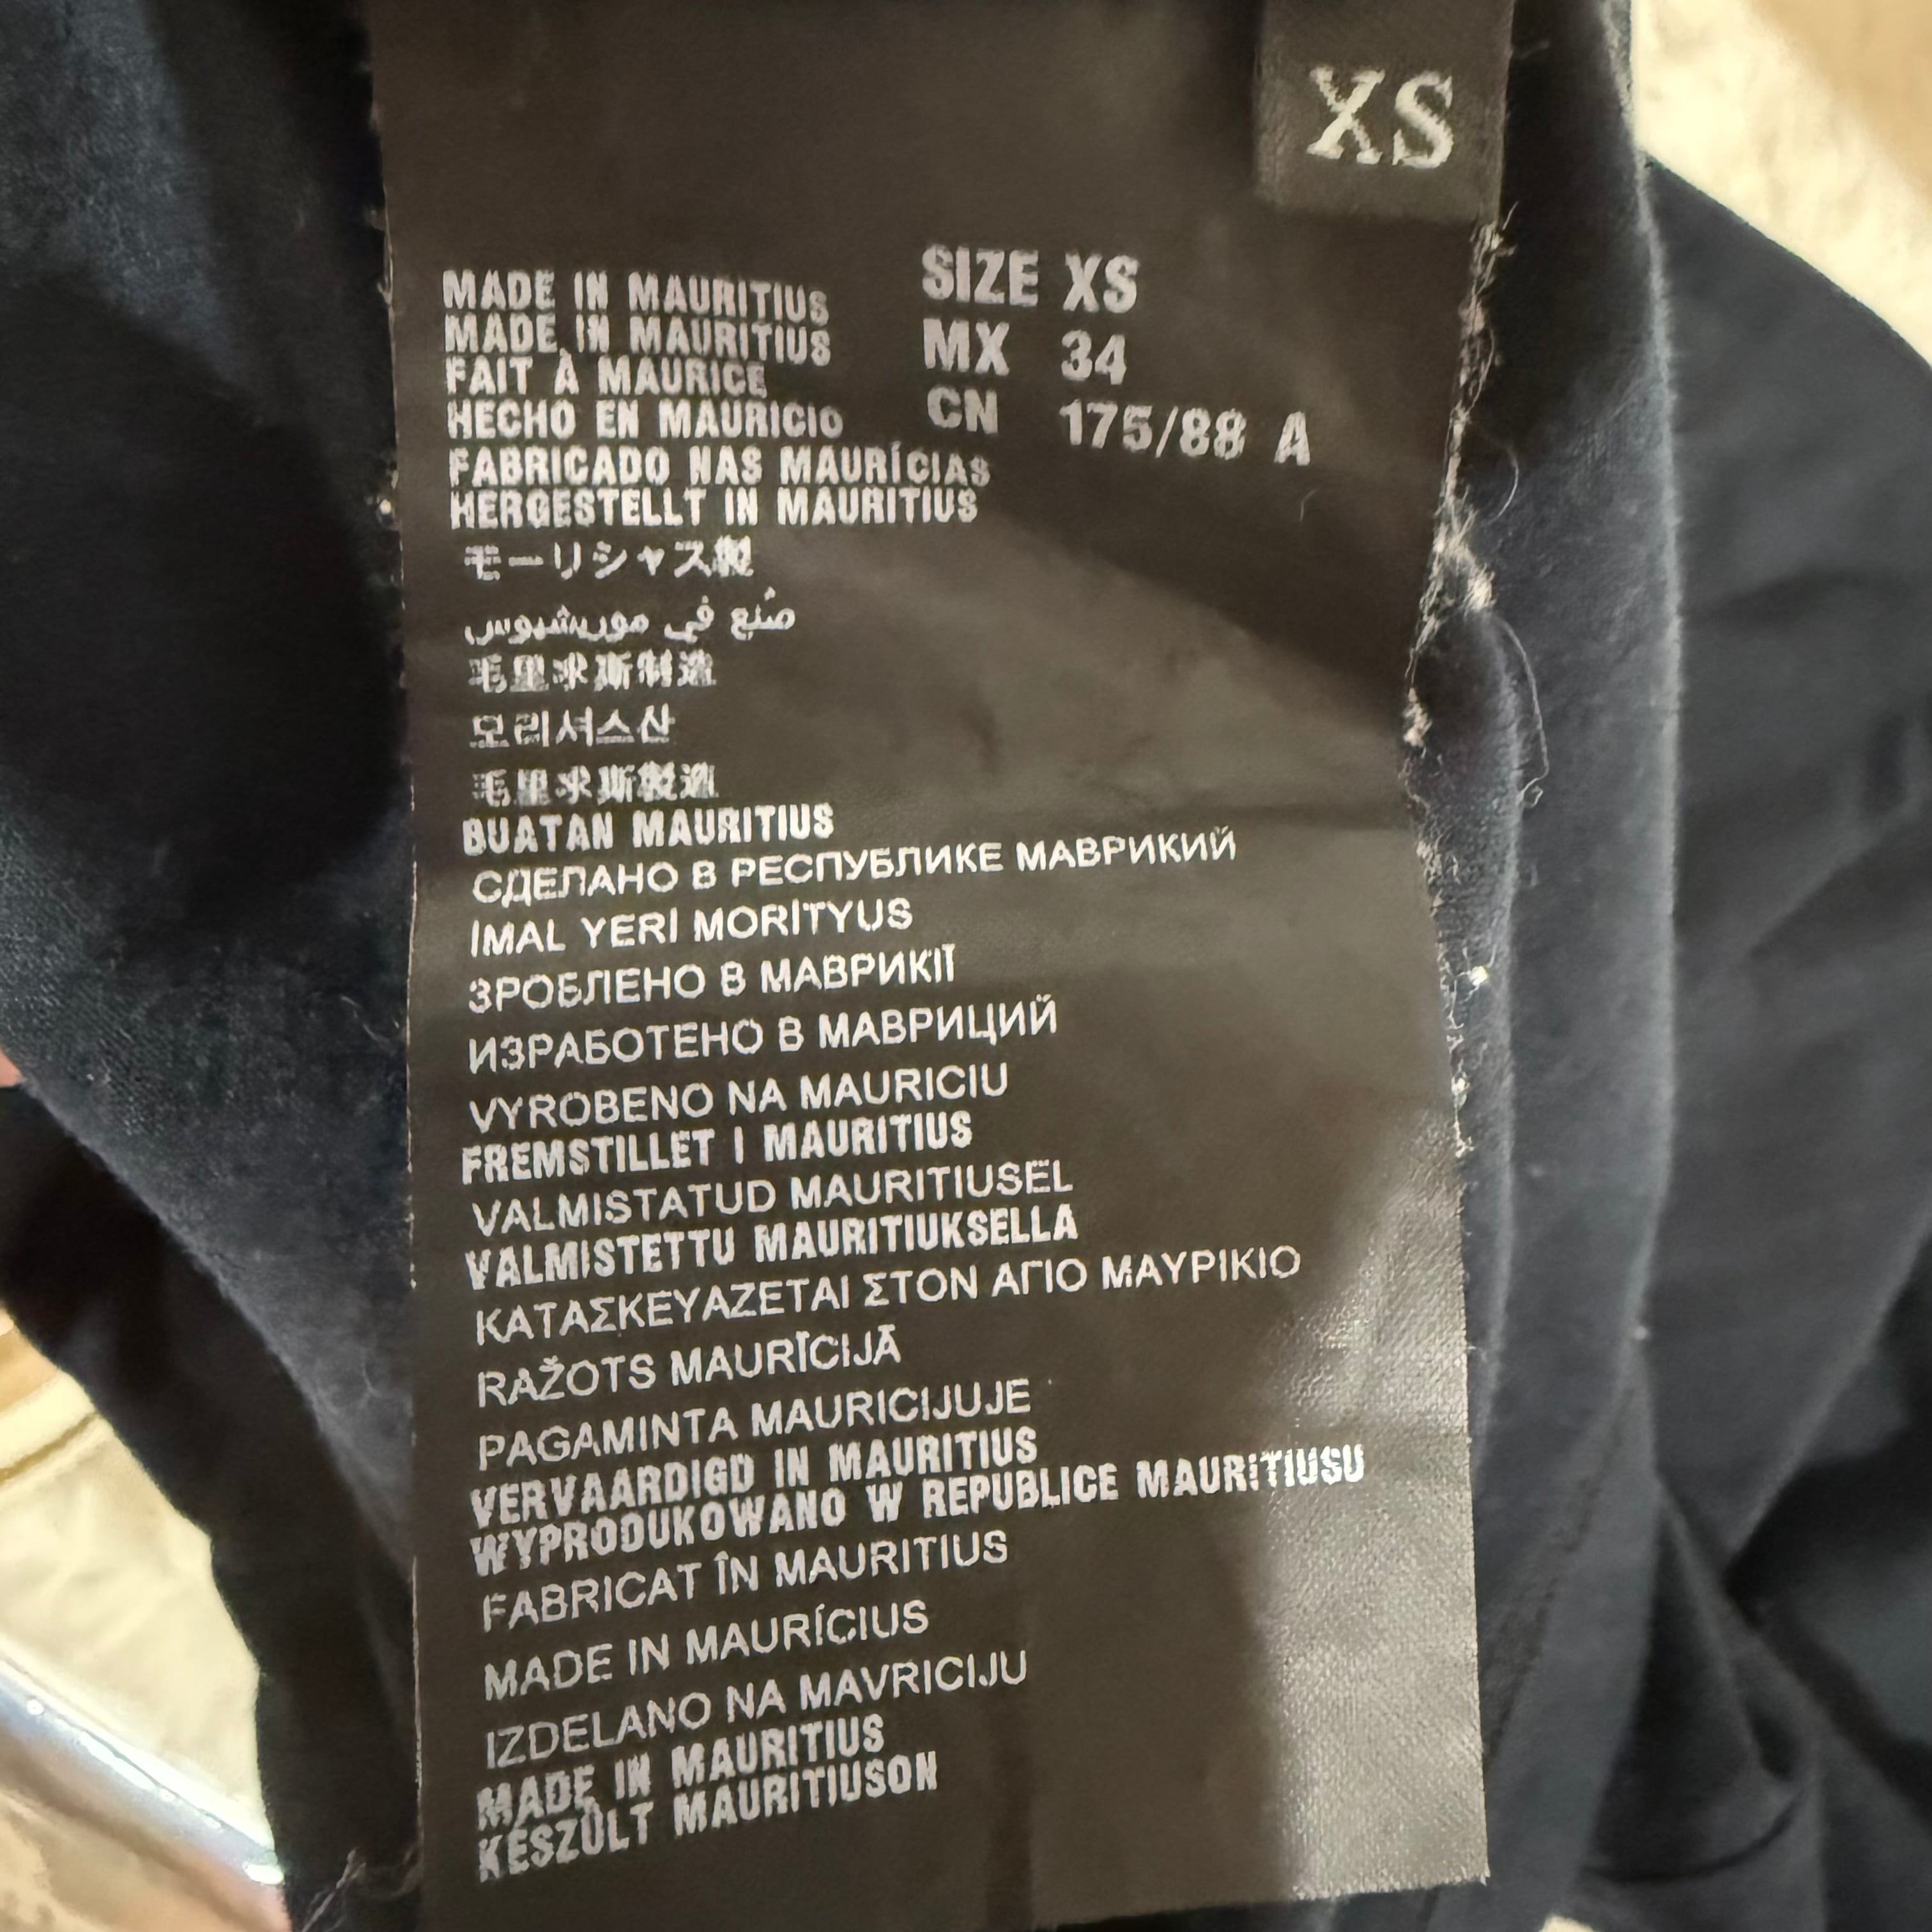 XS
SIZE XS
MX 34
CN 175/88 A
MADE IN MAURITIUS
MADE IN MAURITIUS
FAIT À MAURICE
HECHO EN MAURICIO
FABRICADO NAS MAURÍCIAS
HERGESTELLT IN MAURITIUS
モーリシャス製
صُنع في موريشيوس
毛里求斯制造
모리셔스산
毛里求斯製造
BUATAN MAURITIUS
СДЕЛАНО В РЕСПУБЛИКЕ МАВРИКИЙ
İMAL YERİ MORİTYUS
ЗРОБЛЕНО В МАВРИКІЇ
ИЗРАБОТЕНО В МАВРИЦИЙ
VYROBENO NA MAURICIU
FREMSTILLET I MAURITIUS
VALMISTATUD MAURITIUSEL
VALMISTETTU MAURITIUKSELLA
ΚΑΤΑΣΚΕΥΑΖΕΤΑΙ ΣΤΟΝ ΑΓΙΟ ΜΑΥΡΙΚΙΟ
RAŽOTS MAURĪCIJĀ
PAGAMINTA MAURICIJUJE
VERVAARDIGD IN MAURITIUS
WYPRODUKOWANO W REPUBLICE MAURITIUSU
FABRICAT ÎN MAURITIUS
MADE IN MAURÍCIUS
IZDELANO NA MAVRICIJU
MADE IN MAURITIUS
KÉSZÜLT MAURITIUSON